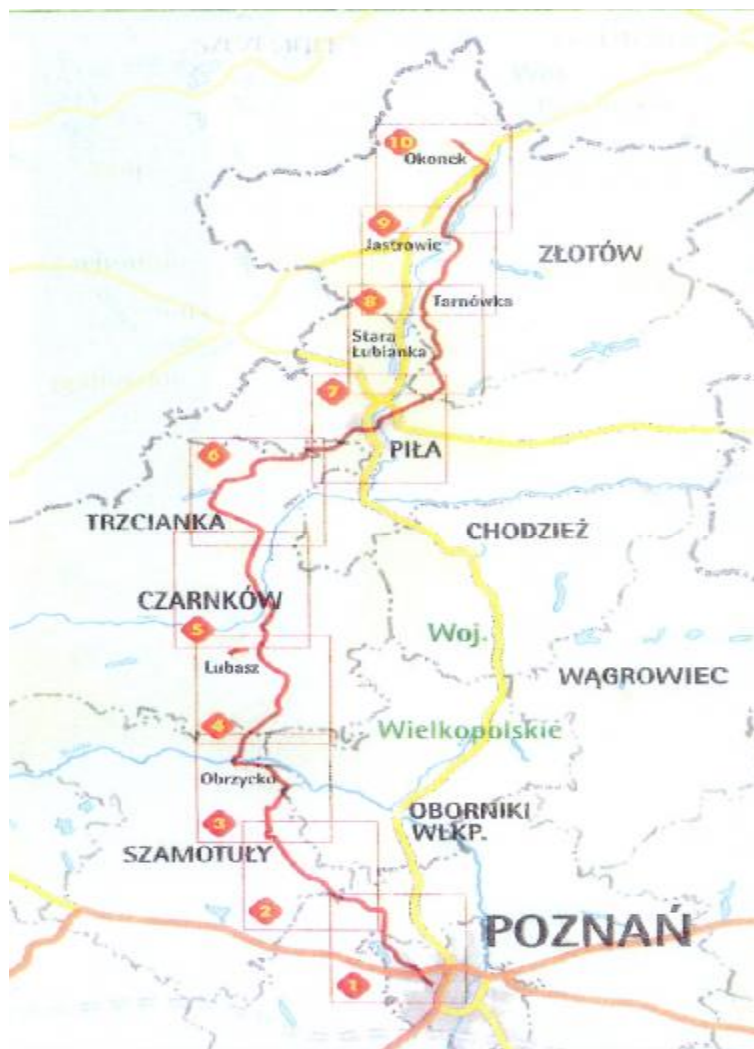 10
Okonek
9
Jastrowie
ZŁOTÓW
8
Tarnówka
Stara
Łubianka
7
PIŁA
6
TRZCIANKA
CHODZIEŻ
CZARNKÓW
5
Woj.
Lubasz
WĄGROWIEC
4
Wielkopolskie
Obrzycko
OBORNIKI
WLKP.
3
SZAMOTUŁY
2
POZNAŃ
1